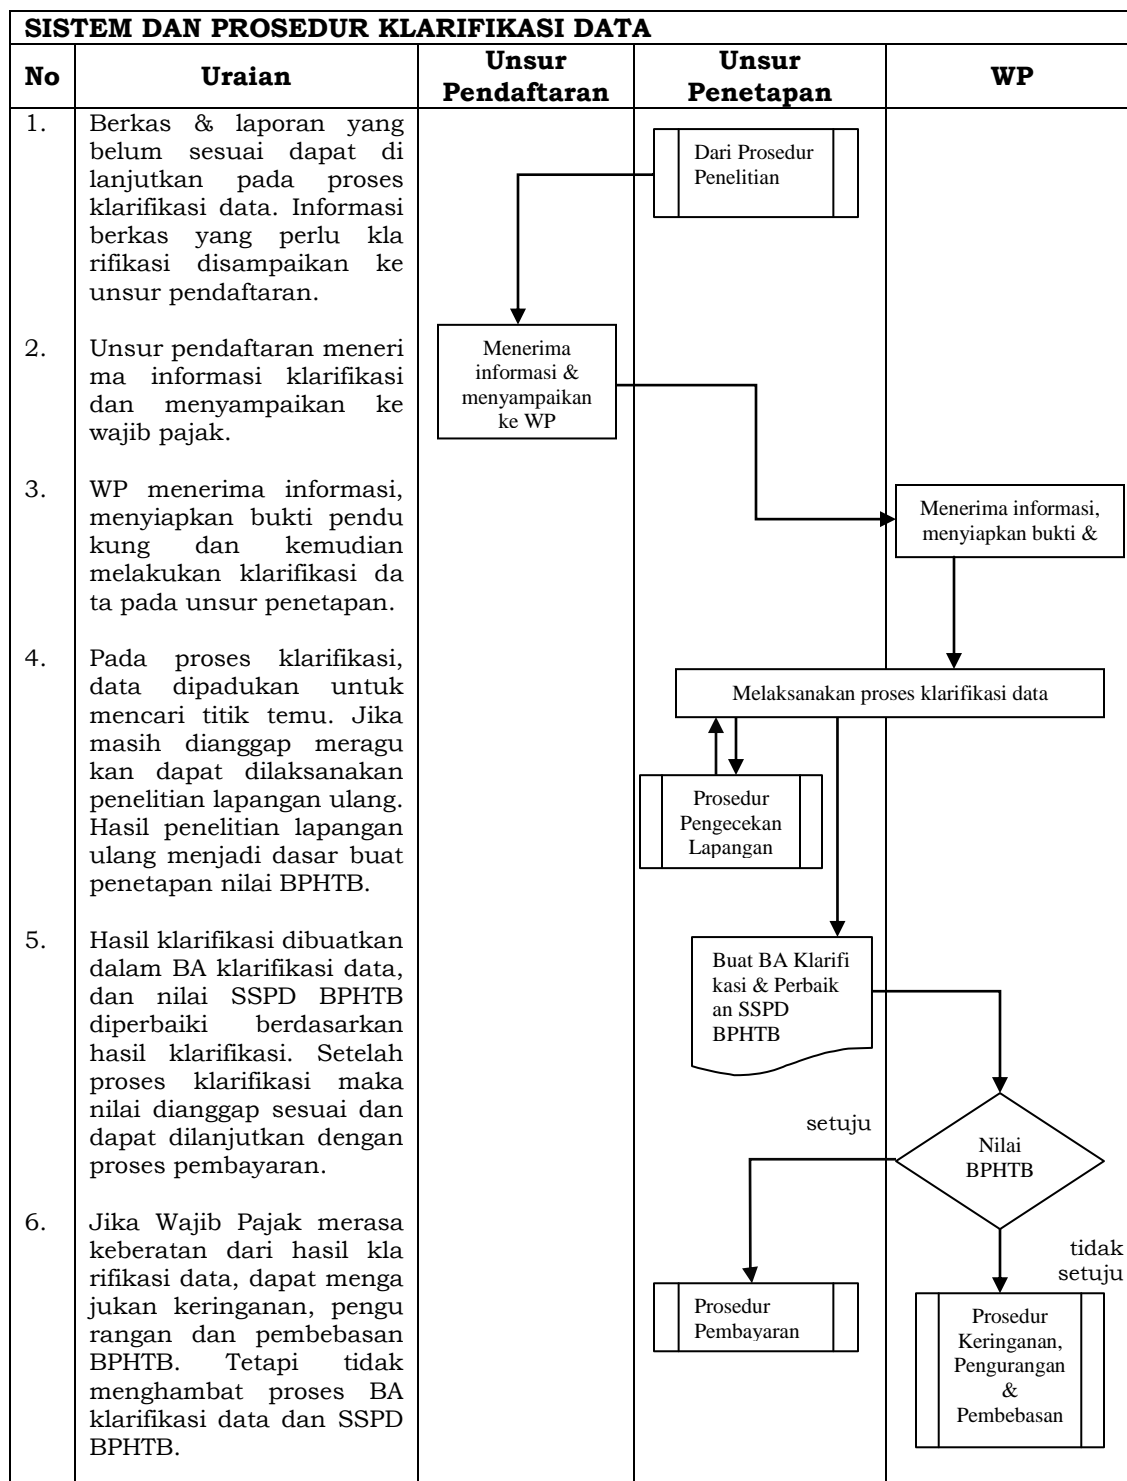 SISTEM DAN PROSEDUR KLARIFIKASI DATA
No
Uraian
Unsur
Pendaftaran
Unsur
Penetapan
WP
1.
Berkas & laporan yang
belum sesuai dapat di
lanjutkan pada proses
klarifikasi data. Informasi
berkas yang perlu kla
rifikasi disampaikan ke
unsur pendaftaran.
Dari Prosedur
Penelitian
2.
Unsur pendaftaran meneri
ma informasi klarifikasi
dan menyampaikan ke
wajib pajak.
Menerima
informasi &
menyampaikan
ke WP
3.
WP menerima informasi,
menyiapkan bukti pendu
kung dan kemudian
melakukan klarifikasi da
ta pada unsur penetapan.
Menerima informasi,
menyiapkan bukti &
4.
Pada proses klarifikasi,
data dipadukan untuk
mencari titik temu. Jika
masih dianggap meragu
kan dapat dilaksanakan
penelitian lapangan ulang.
Hasil penelitian lapangan
ulang menjadi dasar buat
penetapan nilai BPHTB.
Melaksanakan proses klarifikasi data
Prosedur
Pengecekan
Lapangan
5.
Hasil klarifikasi dibuatkan
dalam BA klarifikasi data,
dan nilai SSPD BPHTB
diperbaiki berdasarkan
hasil klarifikasi. Setelah
proses klarifikasi maka
nilai dianggap sesuai dan
dapat dilanjutkan dengan
proses pembayaran.
Buat BA Klarifi
kasi & Perbaik
an SSPD
BPHTB
setuju
Nilai
BPHTB
6.
Jika Wajib Pajak merasa
keberatan dari hasil kla
rifikasi data, dapat menga
jukan keringanan, pengu
rangan dan pembebasan
BPHTB. Tetapi tidak
menghambat proses BA
klarifikasi data dan SSPD
BPHTB.
tidak
setuju
Prosedur
Pembayaran
Prosedur
Keringanan,
Pengurangan
&
Pembebasan